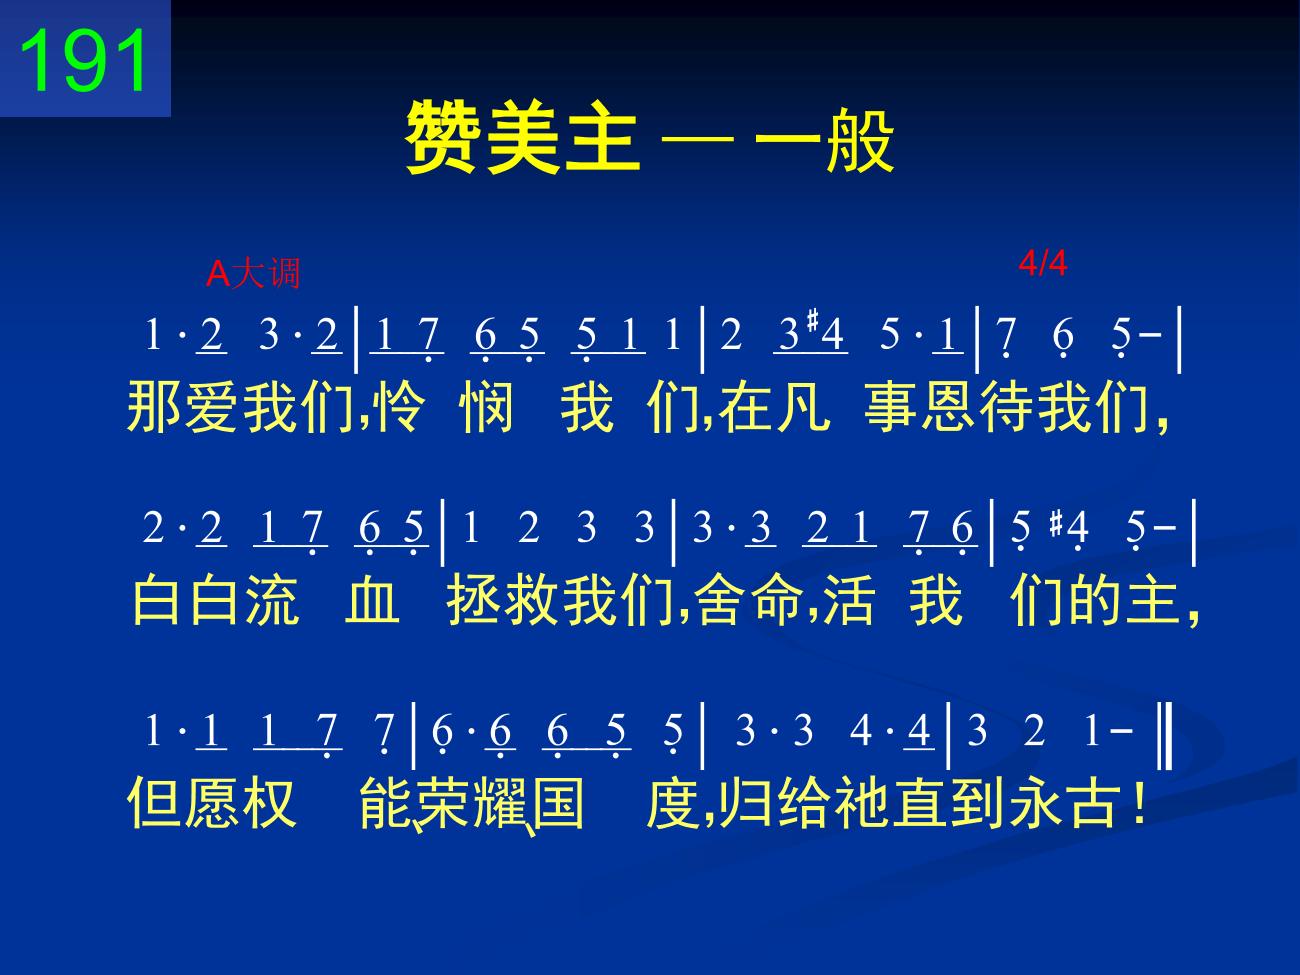 191
赞美主 — 一般
A大调 4/4
1 · 2 3 · 2 | 1 7̣ 6̣ 5̣ 5̣ 1 1 | 2 3 #4 5 · 1 | 7̣ 6̣ 5̣ – |
那爱我们,怜 悯 我 们,在凡 事恩待我们,
2 · 2 1 7̣ 6̣ 5̣ | 1 2 3 3 | 3 · 3 2 1 7̣ 6̣ | 5̣ #4̣ 5̣ – |
白白流 血 拯救我们,舍命,活 我 们的主,
1 · 1 1 7̣ 7̣ | 6̣ · 6̣ 6̣ 5̣ 5̣ | 3 · 3 4 · 4 | 3 2 1 – ‖
但愿权 能、荣耀、国 度,归给祂直到永古!